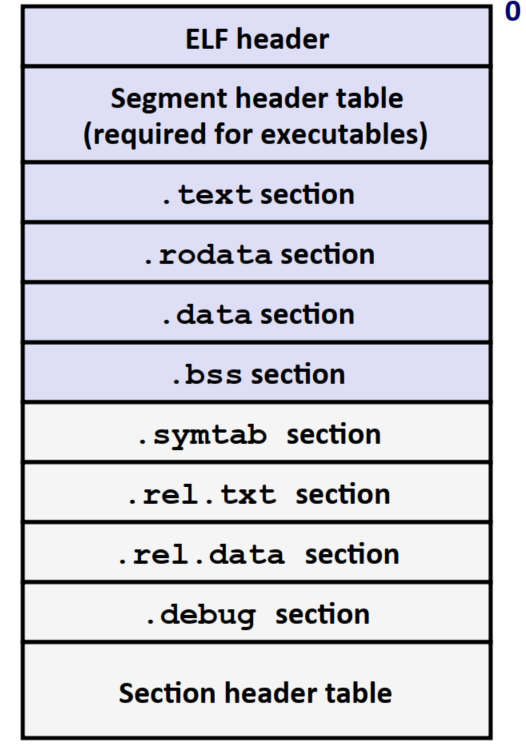 0
ELF header
Segment header table
(required for executables)
.text section
.rodata section
.data section
.bss section
.symtab section
.rel.txt section
.rel.data section
.debug section
Section header table